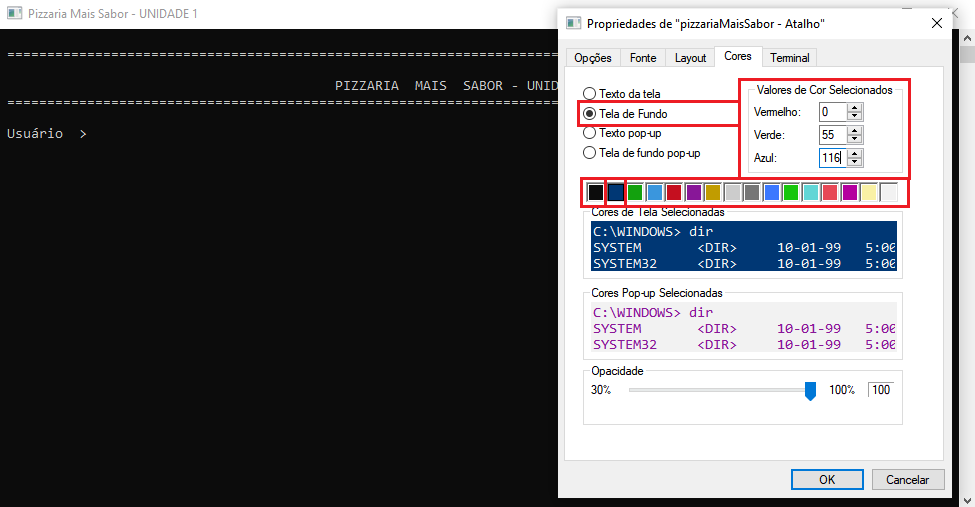 Pizzaria Mais Sabor - UNIDADE 1
PIZZARIA MAIS SABOR - UNID
Usuário >
Propriedades de "pizzariaMaisSabor - Atalho"
Opções Fonte Layout Cores Terminal
Texto da tela
Tela de Fundo
Texto pop-up
Tela de fundo pop-up
Valores de Cor Selecionados
Vermelho: 0
Verde: 55
Azul: 116
Cores de Tela Selecionadas
C:\WINDOWS> dir
SYSTEM <DIR> 10-01-99 5:00
SYSTEM32 <DIR> 10-01-99 5:00
Cores Pop-up Selecionadas
C:\WINDOWS> dir
SYSTEM <DIR> 10-01-99 5:00
SYSTEM32 <DIR> 10-01-99 5:00
Opacidade
30% 100% 100
OK Cancelar